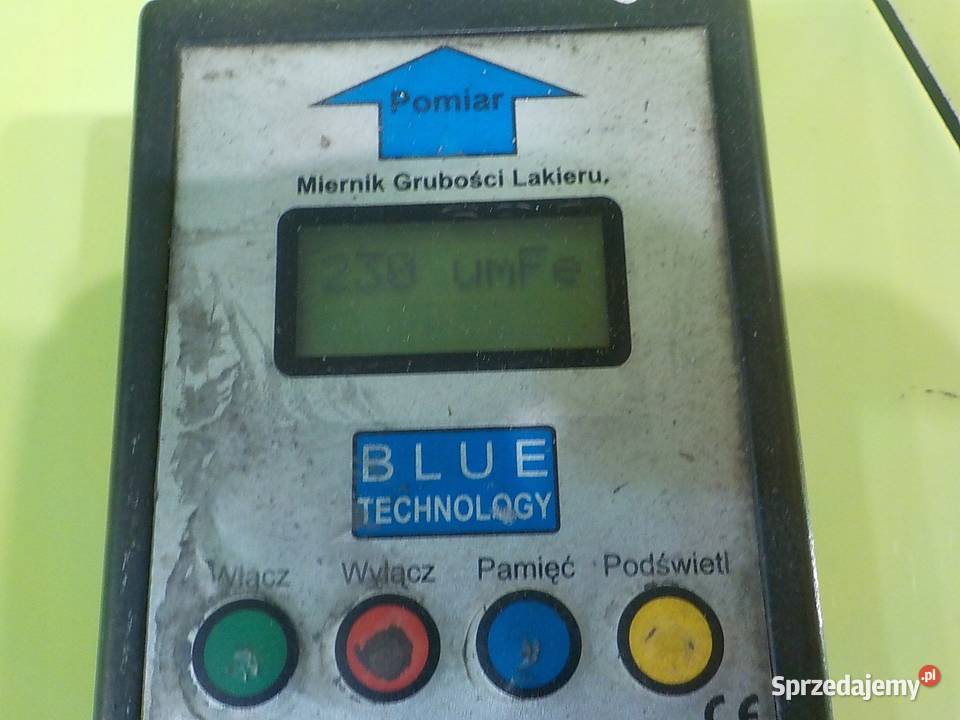 Pomiar
Miernik Grubości Lakieru.
230 umFe
BLUE
TECHNOLOGY
Włącz Wyłącz Pamięć Podświetl
CE
Sprzedajemy.pl